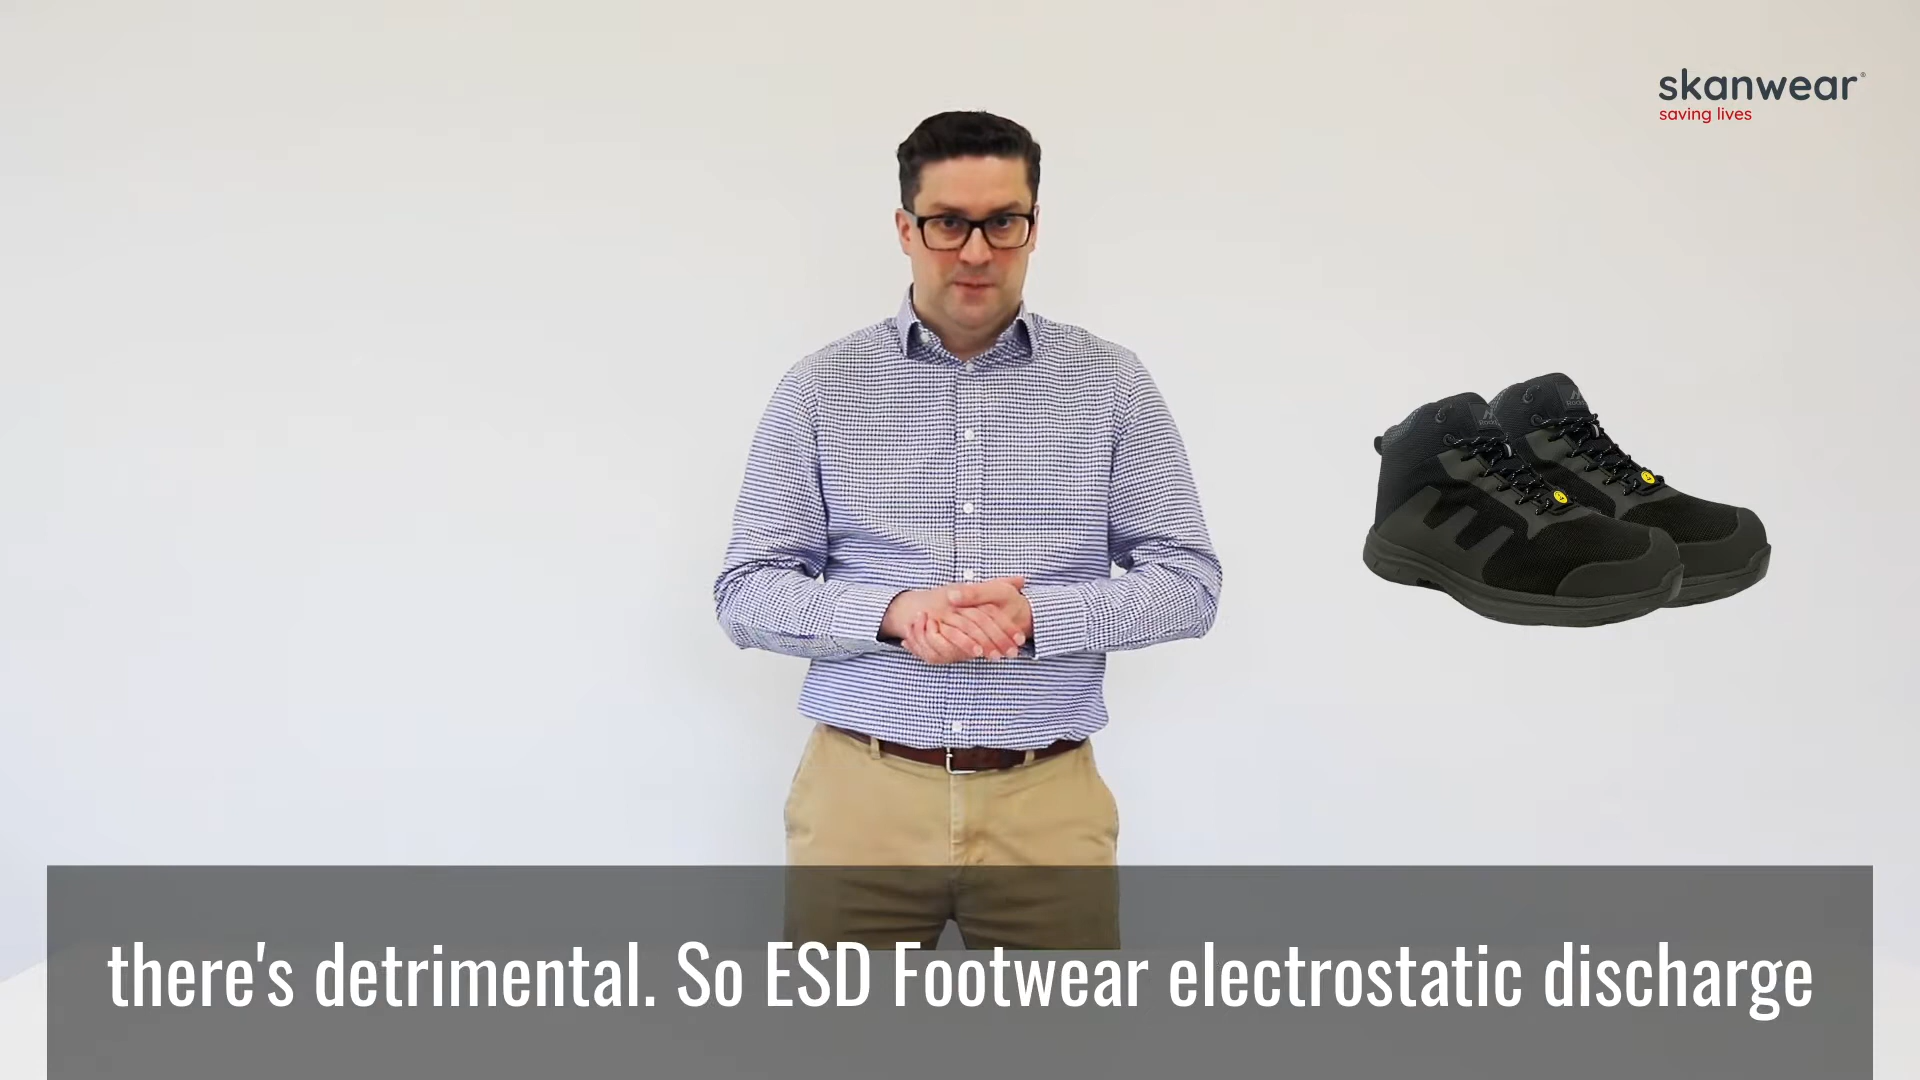 skanwear®
saving lives
there's detrimental. So ESD Footwear electrostatic discharge